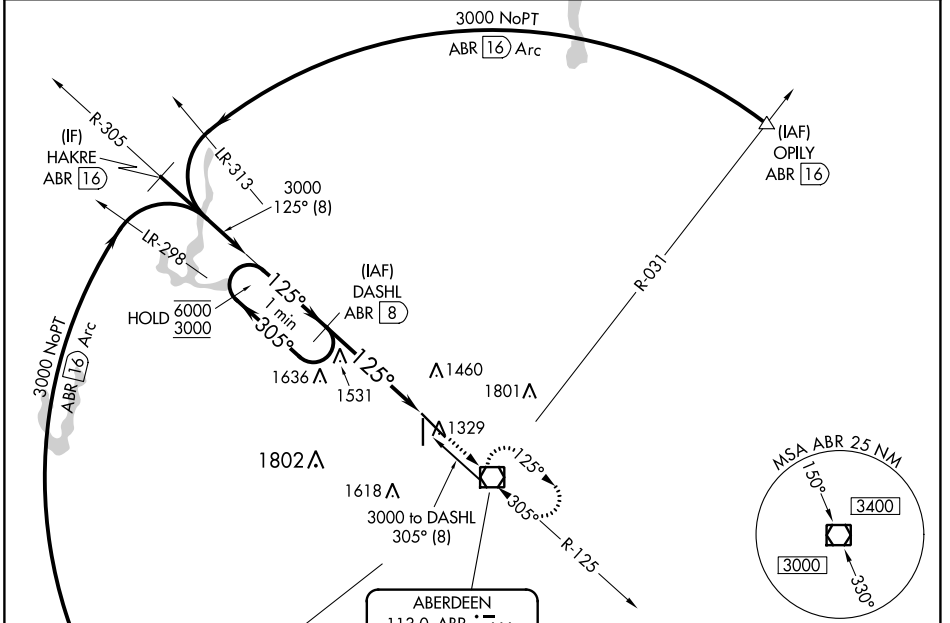 3000 NoPT
ABR 16 Arc
(IAF)
OPILY
ABR 16
R-305
(IF)
HAKRE
ABR 16
LR-313
3000
125° (8)
LR-298
R-031
(IAF)
DASHL
ABR 8
HOLD 6000
3000
125°
1 min
305°
3000 NoPT
ABR 16 Arc
125°
1636
1531
1460
1801
1329
1802
1618
125°
305°
3000 to DASHL
305° (8)
R-125
MSA ABR 25 NM
150°
3400
3000
330°
ABERDEEN
113.0 ABR